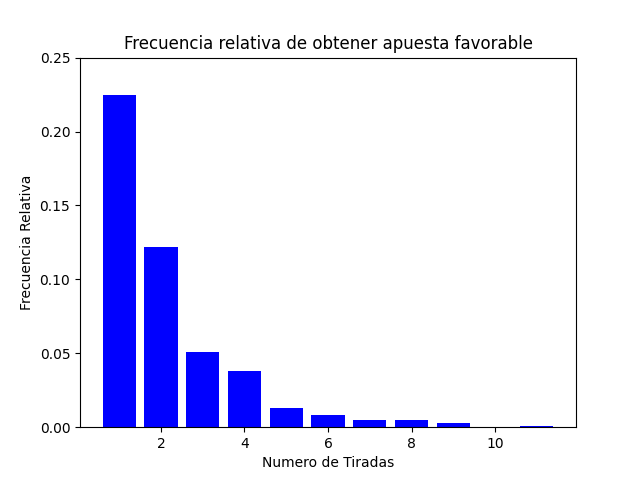 Frecuencia relativa de obtener apuesta favorable
0.25
0.20
0.15
0.10
0.05
0.00
Frecuencia Relativa
2 4 6 8 10
Numero de Tiradas